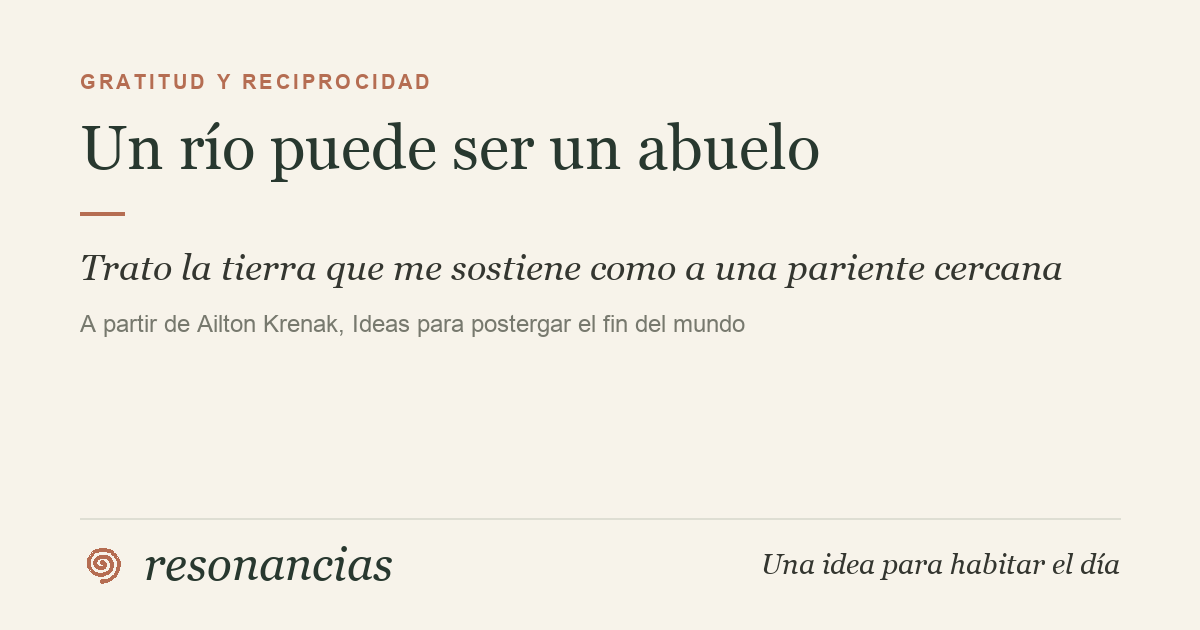 GRATITUD Y RECIPROCIDAD
Un río puede ser un abuelo
Trato la tierra que me sostiene como a una pariente cercana
A partir de Ailton Krenak, Ideas para postergar el fin del mundo
resonancias
Una idea para habitar el día